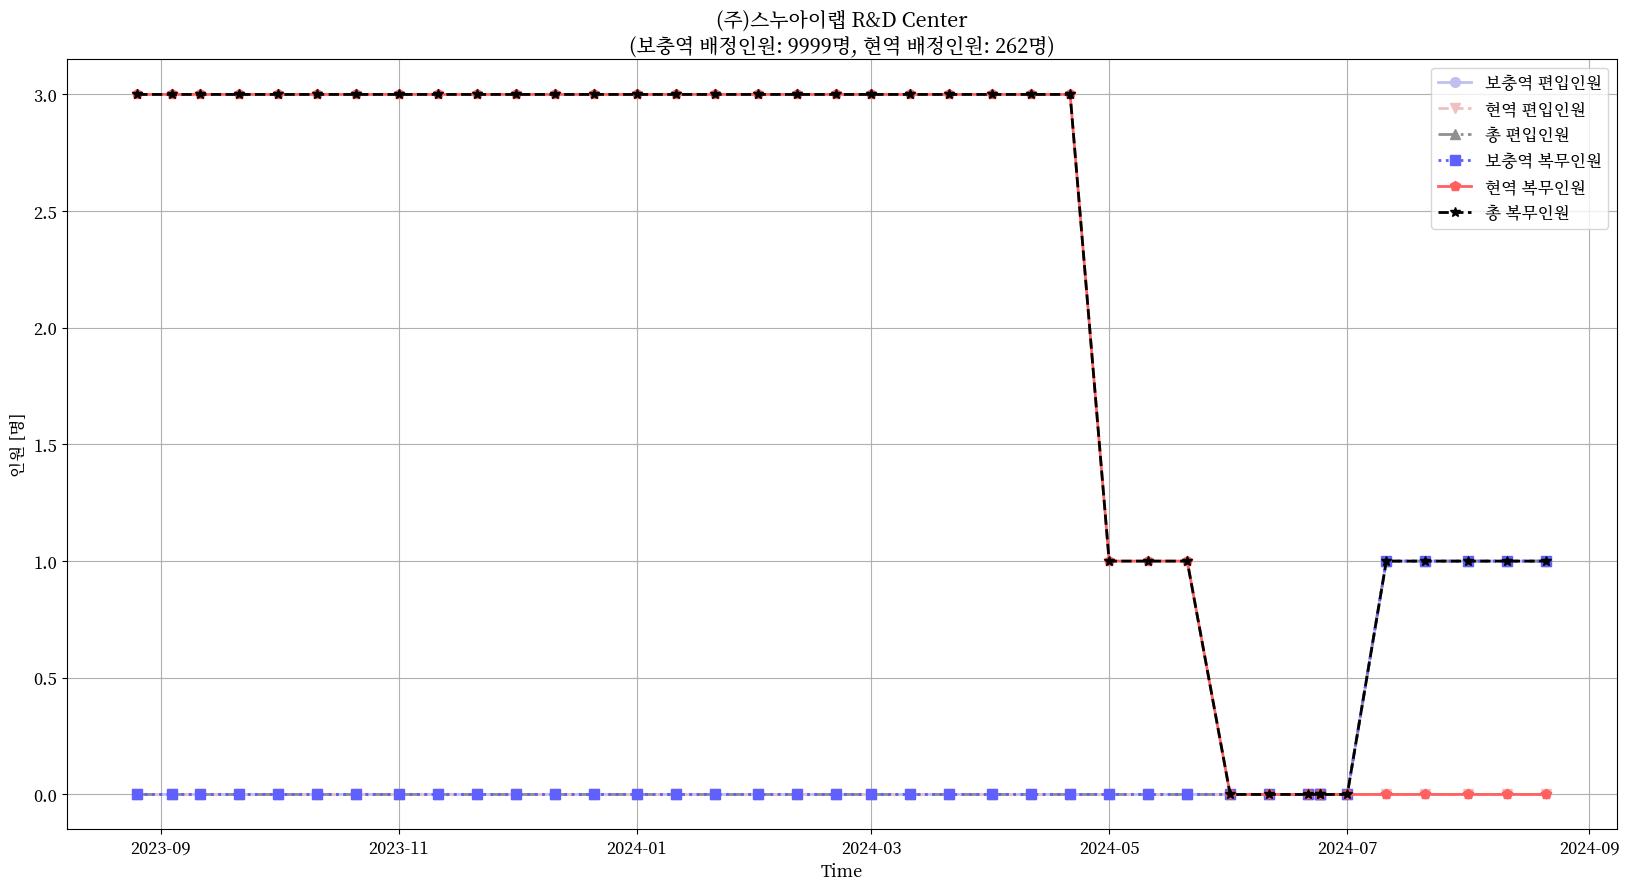 (주)스누아이랩 R&D Center
(보충역 배정인원: 9999명, 현역 배정인원: 262명)
보충역 편입인원
현역 편입인원
총 편입인원
보충역 복무인원
현역 복무인원
총 복무인원
3.0
2.5
2.0
1.5
1.0
0.5
0.0
인원 [명]
2023-09
2023-11
2024-01
2024-03
2024-05
2024-07
2024-09
Time